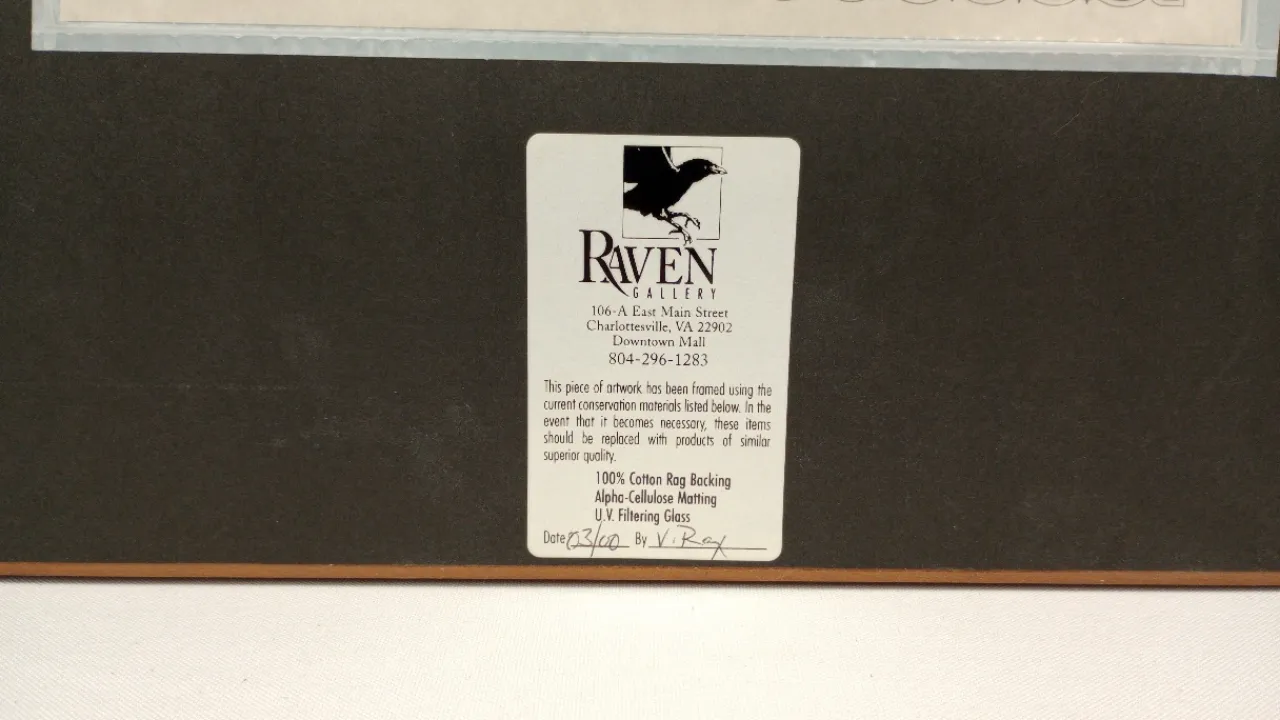 RAVEN
GALLERY
106-A East Main Street
Charlottesville, VA 22902
Downtown Mall
804-296-1283
This piece of artwork has been framed using the
current conservation materials listed below. In the
event that it becomes necessary, these items
should be replaced with products of similar
superior quality.
100% Cotton Rag Backing
Alpha-Cellulose Matting
U.V. Filtering Glass
Date 03/00 By V. Ray